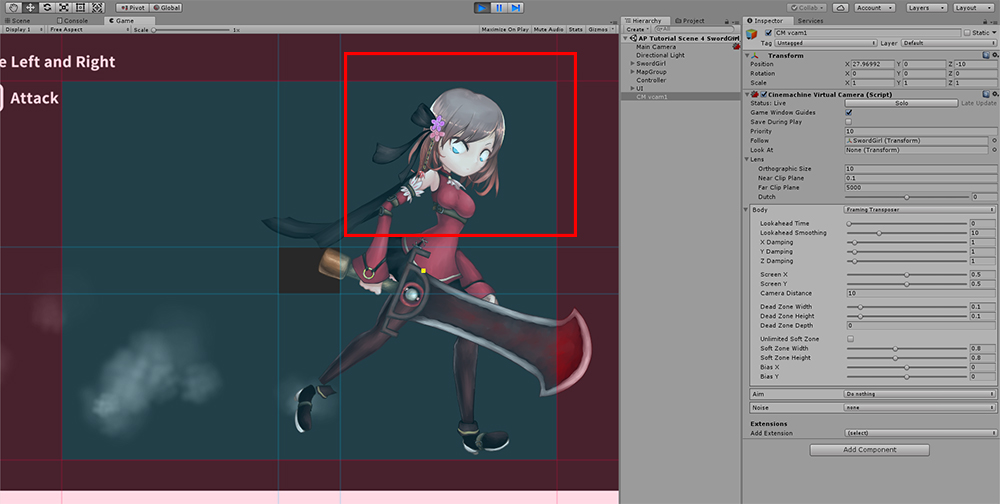 Pivot Global
Collab Account Layers Layout
Scene Console Game
Hierarchy Project
Inspector Services
Display 1 Free Aspect Scale 1x Maximize On Play Mute Audio Stats Gizmos
Create All
AP Tutorial Scene 4 SwordGirl
Main Camera
Directional Light
SwordGirl
MapGroup
Controller
UI
CM vcam1
e Left and Right
Attack
CM vcam1 Static
Tag Untagged Layer Default
Transform
Position X 27.96992 Y 0 Z -10
Rotation X 0 Y 0 Z 0
Scale X 1 Y 1 Z 1
Cinemachine Virtual Camera (Script)
Status: Live Solo Late Update
Game Window Guides
Save During Play
Priority 10
Follow SwordGirl (Transform)
Look At None (Transform)
Lens
Orthographic Size 10
Near Clip Plane 0.1
Far Clip Plane 5000
Dutch 0
Body Framing Transposer
Lookahead Time 0
Lookahead Smoothing 10
X Damping 1
Y Damping 1
Z Damping 1
Screen X 0.5
Screen Y 0.5
Camera Distance 10
Dead Zone Width 0.1
Dead Zone Height 0.1
Dead Zone Depth 0
Unlimited Soft Zone
Soft Zone Width 0.8
Soft Zone Height 0.8
Bias X 0
Bias Y 0
Aim Do nothing
Noise none
Extensions
Add Extension (select)
Add Component